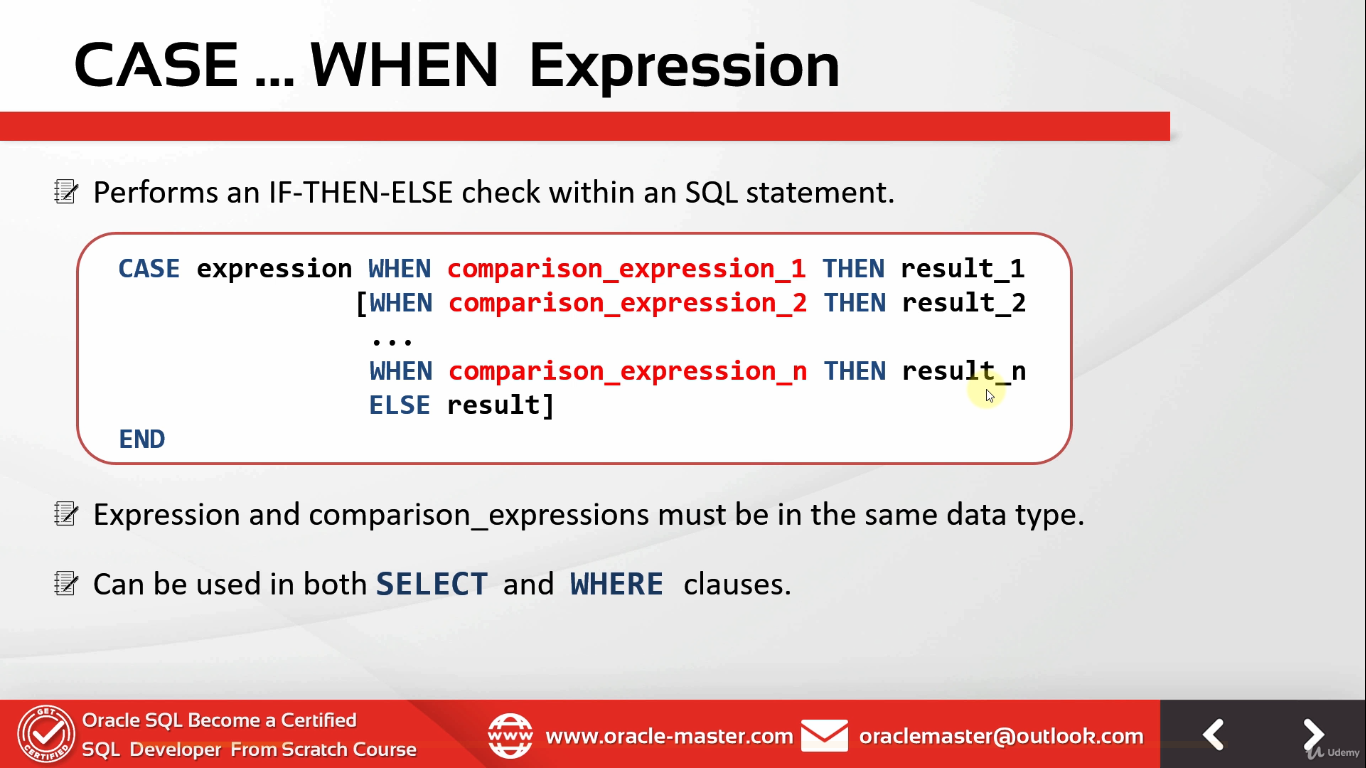 CASE ... WHEN Expression
Performs an IF-THEN-ELSE check within an SQL statement.
CASE expression WHEN comparison_expression_1 THEN result_1
[WHEN comparison_expression_2 THEN result_2
...
WHEN comparison_expression_n THEN result_n
ELSE result]
END
Expression and comparison_expressions must be in the same data type.
Can be used in both SELECT and WHERE clauses.
GET CERTIFIED
Oracle SQL Become a Certified
SQL Developer From Scratch Course
www
www.oracle-master.com
oraclemaster@outlook.com
Udemy